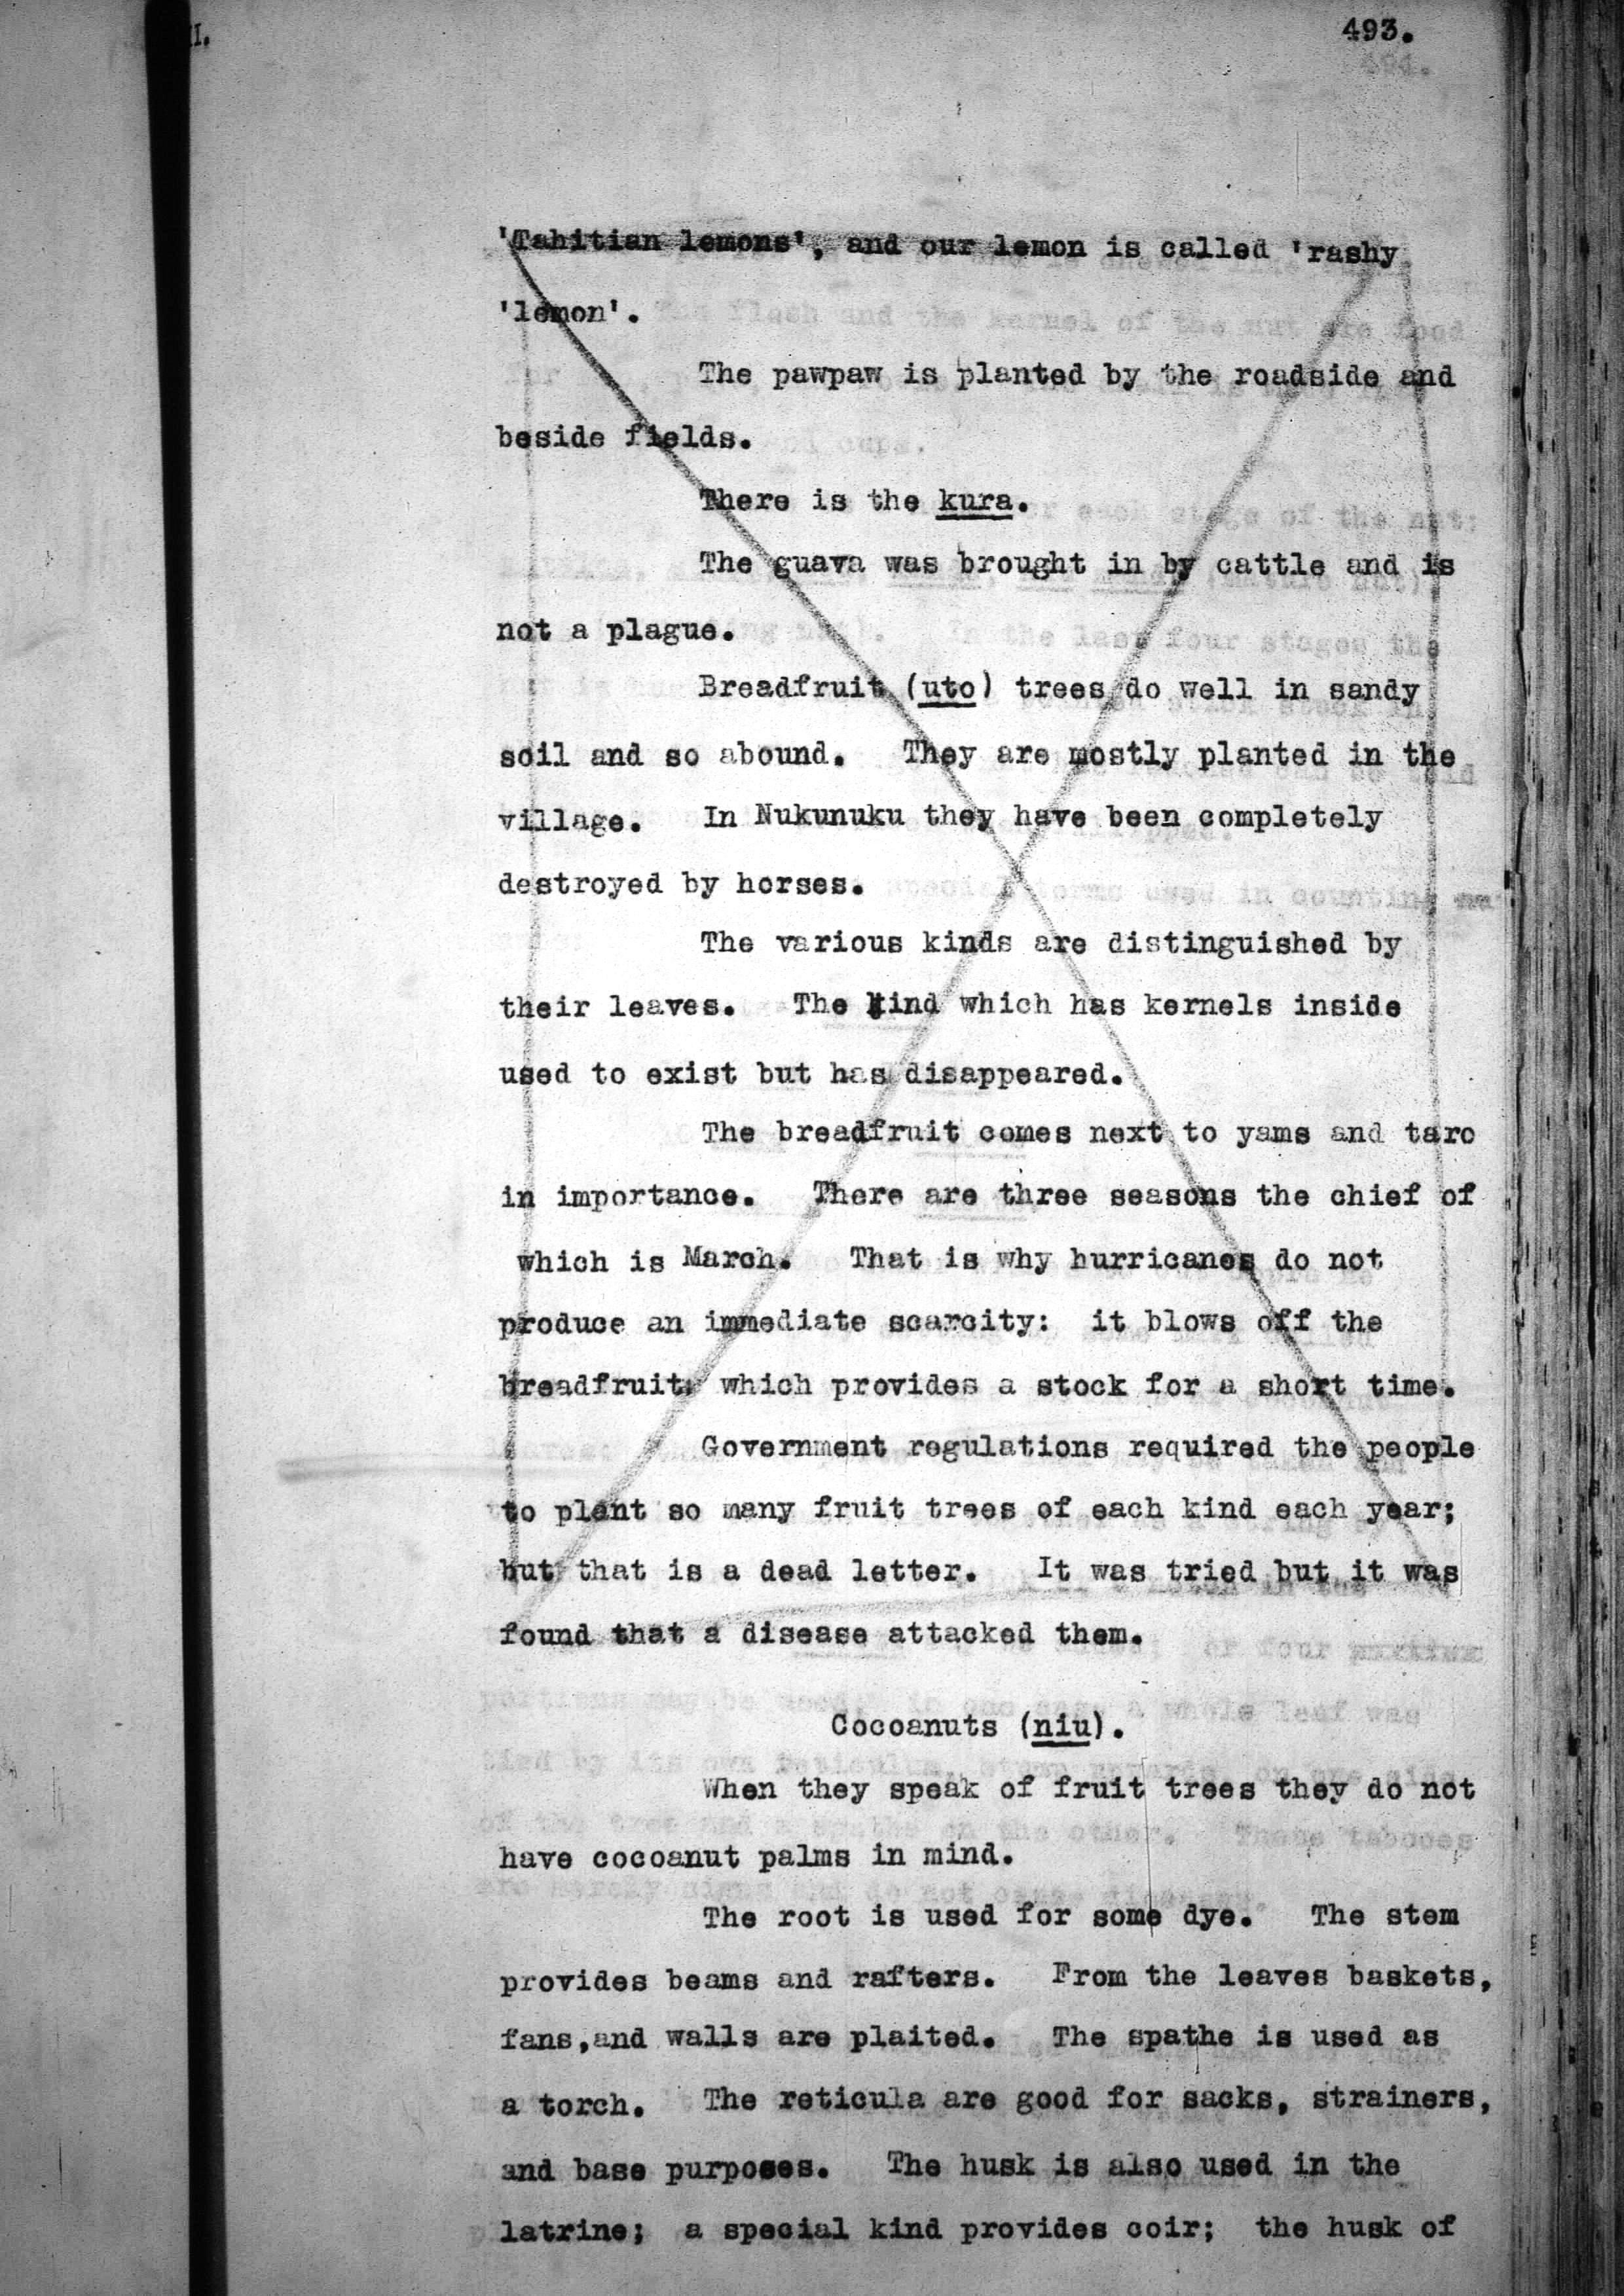 II.
493.
494.
'Tahitian lemons', and our lemon is called 'rashy
'lemon'.
The pawpaw is planted by the roadside and
beside fields.
There is the kura.
The guava was brought in by cattle and is
not a plague.
Breadfruit (uto) trees do well in sandy
soil and so abound. They are mostly planted in the
village. In Nukunuku they have been completely
destroyed by horses.
The various kinds are distinguished by
their leaves. The kind which has kernels inside
used to exist but has disappeared.
The breadfruit comes next to yams and taro
in importance. There are three seasons the chief of
which is March. That is why hurricanes do not
produce an immediate scarcity: it blows off the
breadfruit, which provides a stock for a short time.
Government regulations required the people
to plant so many fruit trees of each kind each year;
but that is a dead letter. It was tried but it was
found that a disease attacked them.
Cocoanuts (niu).
When they speak of fruit trees they do not
have cocoanut palms in mind.
The root is used for some dye. The stem
provides beams and rafters. From the leaves baskets,
fans,and walls are plaited. The spathe is used as
a torch. The reticula are good for sacks, strainers,
and base purposes. The husk is also used in the
latrine; a special kind provides coir; the husk of